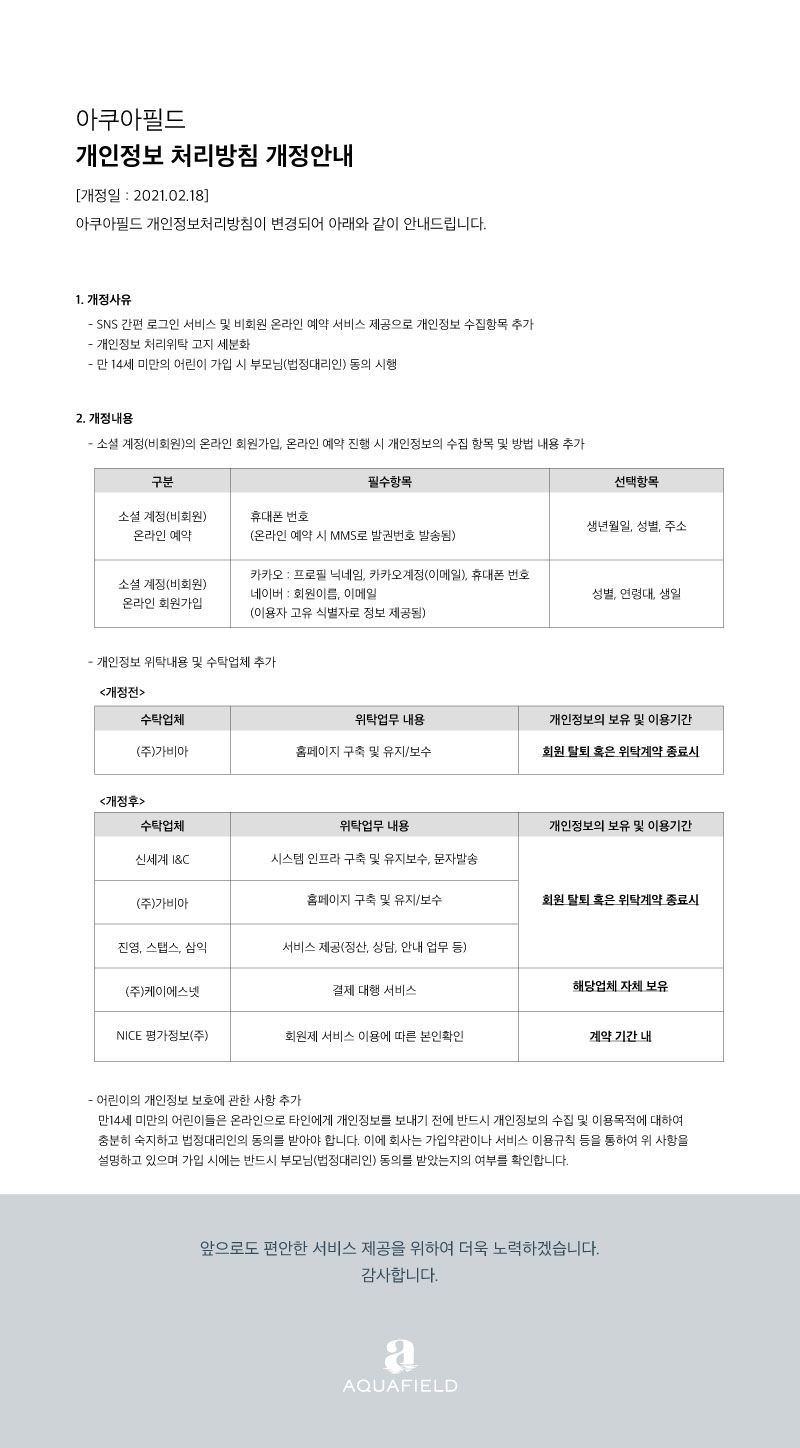 아쿠아필드
개인정보 처리방침 개정안내
[개정일 : 2021.02.18]
아쿠아필드 개인정보처리방침이 변경되어 아래와 같이 안내드립니다.
1. 개정사유
- SNS 간편 로그인 서비스 및 비회원 온라인 예약 서비스 제공으로 개인정보 수집항목 추가
- 개인정보 처리위탁 고지 세분화
- 만 14세 미만의 어린이 가입 시 부모님(법정대리인) 동의 시행
2. 개정내용
- 소셜 계정(비회원)의 온라인 회원가입, 온라인 예약 진행 시 개인정보의 수집 항목 및 방법 내용 추가
구분 필수항목 선택항목
소셜 계정(비회원)
온라인 예약
휴대폰 번호
(온라인 예약 시 MMS로 발권번호 발송됨)
생년월일, 성별, 주소
소셜 계정(비회원)
온라인 회원가입
카카오 : 프로필 닉네임, 카카오계정(이메일), 휴대폰 번호
네이버 : 회원이름, 이메일
(이용자 고유 식별자로 정보 제공됨)
성별, 연령대, 생일
- 개인정보 위탁내용 및 수탁업체 추가
<개정전>
수탁업체 위탁업무 내용 개인정보의 보유 및 이용기간
(주)가비아 홈페이지 구축 및 유지/보수 회원 탈퇴 혹은 위탁계약 종료시
<개정후>
수탁업체 위탁업무 내용 개인정보의 보유 및 이용기간
신세계 I&C 시스템 인프라 구축 및 유지보수, 문자발송
(주)가비아 홈페이지 구축 및 유지/보수 회원 탈퇴 혹은 위탁계약 종료시
진영, 스탭스, 삼익 서비스 제공(정산, 상담, 안내 업무 등)
(주)케이에스넷 결제 대행 서비스 해당업체 자체 보유
NICE 평가정보(주) 회원제 서비스 이용에 따른 본인확인 계약 기간 내
- 어린이의 개인정보 보호에 관한 사항 추가
만14세 미만의 어린이들은 온라인으로 타인에게 개인정보를 보내기 전에 반드시 개인정보의 수집 및 이용목적에 대하여
충분히 숙지하고 법정대리인의 동의를 받아야 합니다. 이에 회사는 가입약관이나 서비스 이용규칙 등을 통하여 위 사항을
설명하고 있으며 가입 시에는 반드시 부모님(법정대리인) 동의를 받았는지의 여부를 확인합니다.
앞으로도 편안한 서비스 제공을 위하여 더욱 노력하겠습니다.
감사합니다.
a
AQUAFIELD